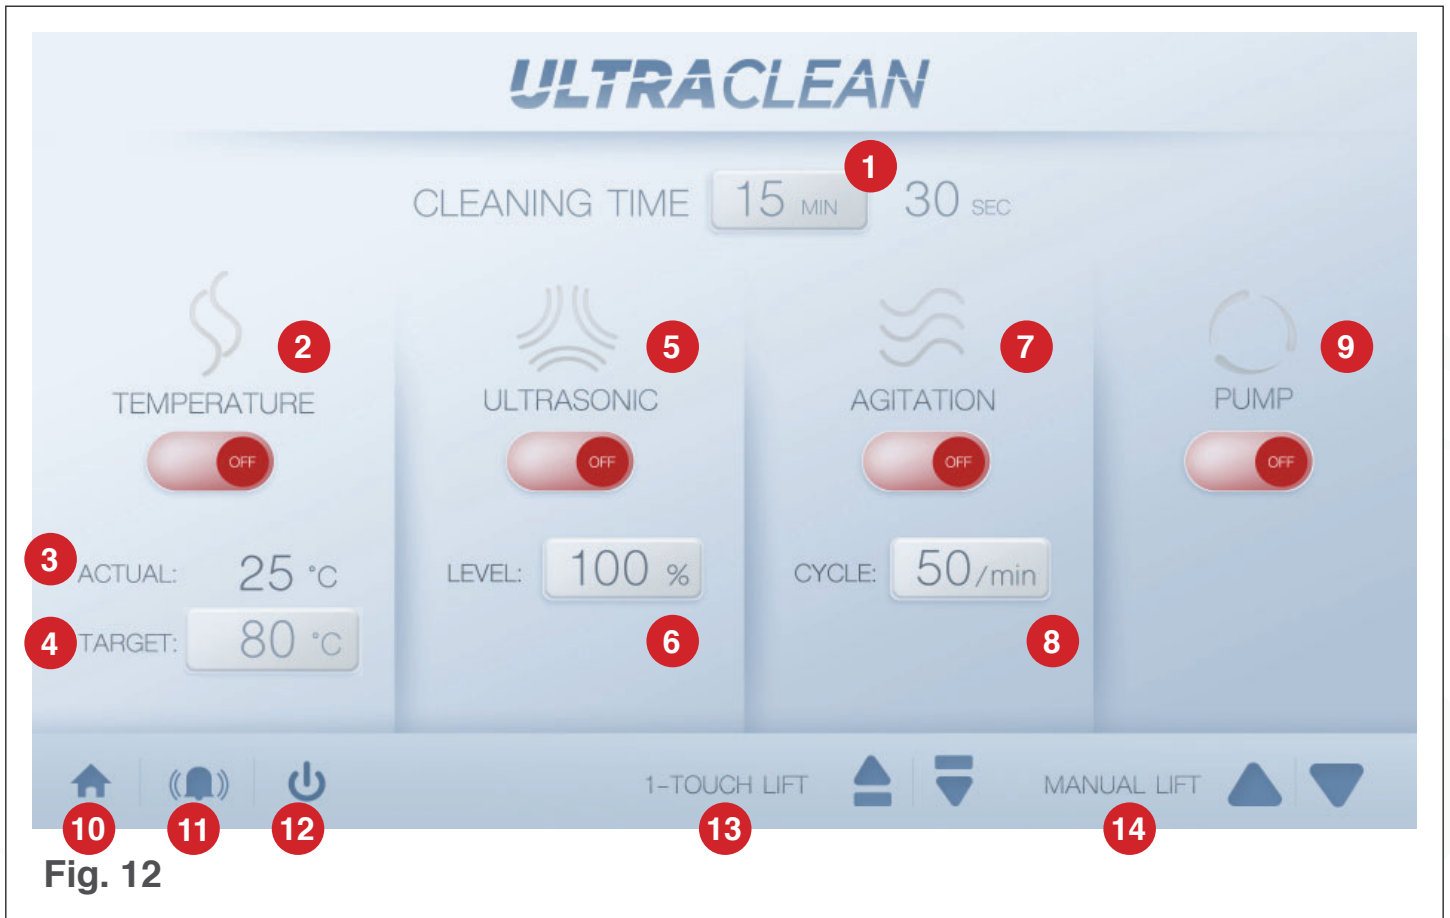 ULTRACLEAN
1
CLEANING TIME 15 MIN 30 SEC
2 5 7 9
TEMPERATURE ULTRASONIC AGITATION PUMP
OFF OFF OFF OFF
3 ACTUAL: 25 °C LEVEL: 100 % CYCLE: 50/min
4 TARGET: 80 °C 6 8
1-TOUCH LIFT MANUAL LIFT
10 11 12 13 14
Fig. 12